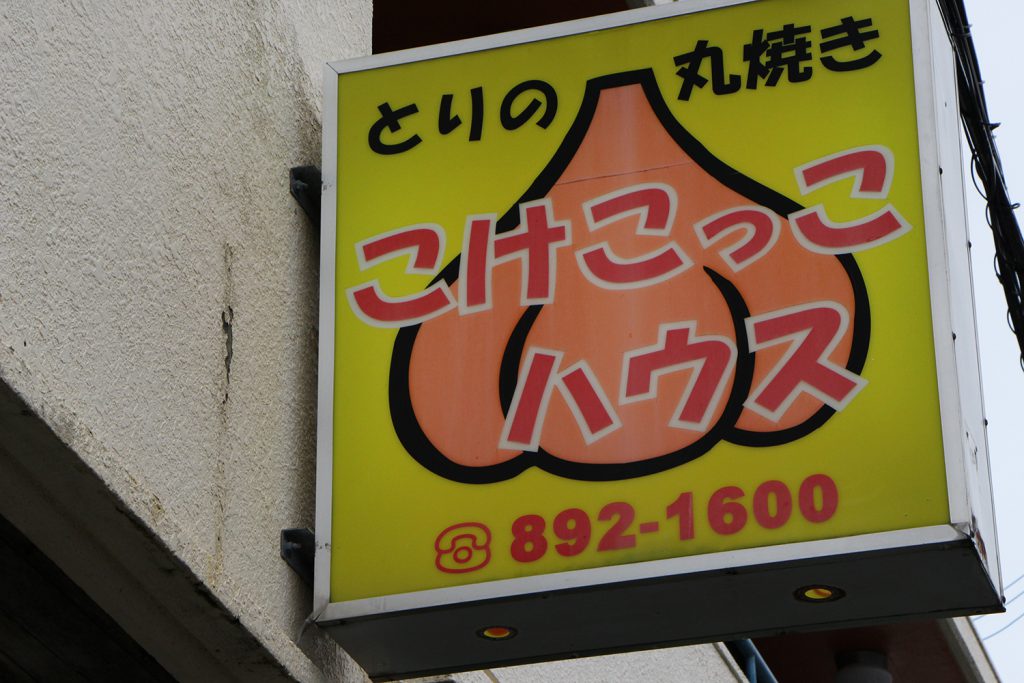 とりの丸焼き
こけこっこ
ハウス
892-1600